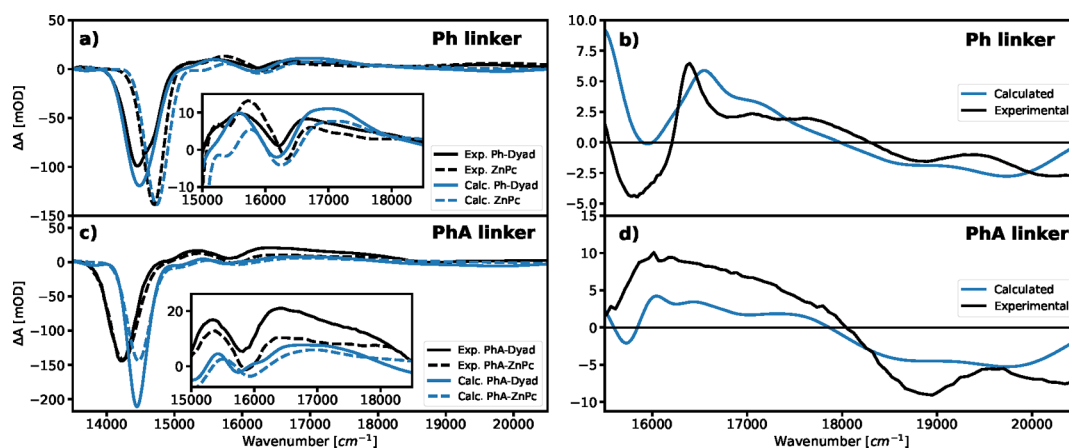 a)
Ph linker
50
0
−50
−100
−150
ΔA [mOD]
10
0
−10
15000
16000
17000
18000
Exp. Ph-Dyad
Exp. ZnPc
Calc. Ph-Dyad
Calc. ZnPc
b)
Ph linker
10.0
7.5
5.0
2.5
0.0
−2.5
−5.0
Calculated
Experimental
c)
PhA linker
50
0
−50
−100
−150
−200
ΔA [mOD]
20
0
15000
16000
17000
18000
Exp. PhA-Dyad
Exp. PhA-ZnPc
Calc. PhA-Dyad
Calc. PhA-ZnPc
14000
15000
16000
17000
18000
19000
20000
Wavenumber [cm⁻¹]
d)
PhA linker
15
10
5
0
−5
−10
Calculated
Experimental
16000
17000
18000
19000
20000
Wavenumber [cm⁻¹]